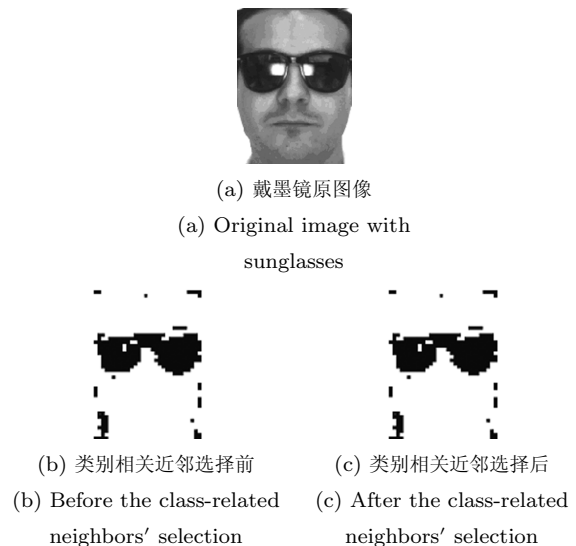 (a) 戴墨镜原图像
(a) Original image with
sunglasses
(b) 类别相关近邻选择前
(b) Before the class-related
neighbors′ selection
(c) 类别相关近邻选择后
(c) After the class-related
neighbors′ selection